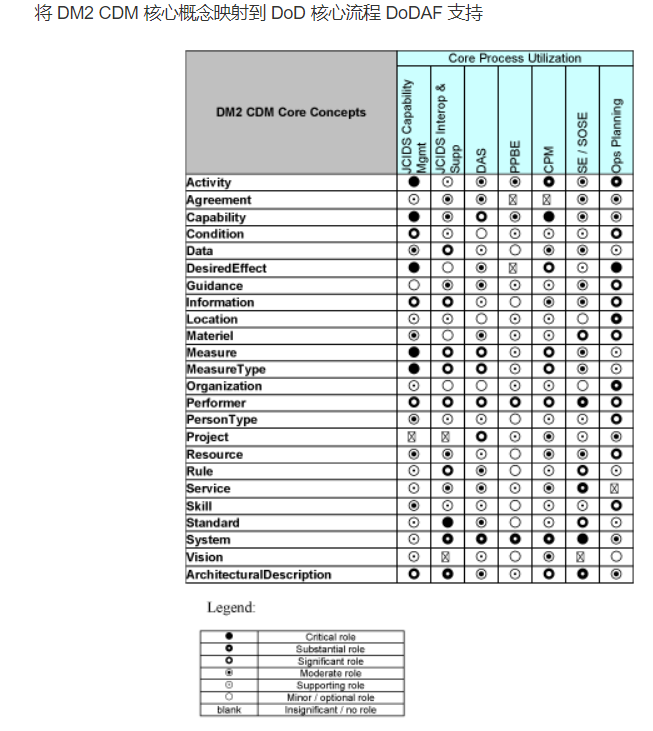 将 DM2 CDM 核心概念映射到 DoD 核心流程 DoDAF 支持
Core Process Utilization
DM2 CDM Core Concepts
JCIDS Capability Mgmt
JCIDS Interop & Supp
DAS
PPBE
CPM
SE / SOSE
Ops Planning
Activity
Agreement
Capability
Condition
Data
DesiredEffect
Guidance
Information
Location
Materiel
Measure
MeasureType
Organization
Performer
PersonType
Project
Resource
Rule
Service
Skill
Standard
System
Vision
ArchitecturalDescription
Legend:
Critical role
Substantial role
Significant role
Moderate role
Supporting role
Minor / optional role
blank Insignificant / no role